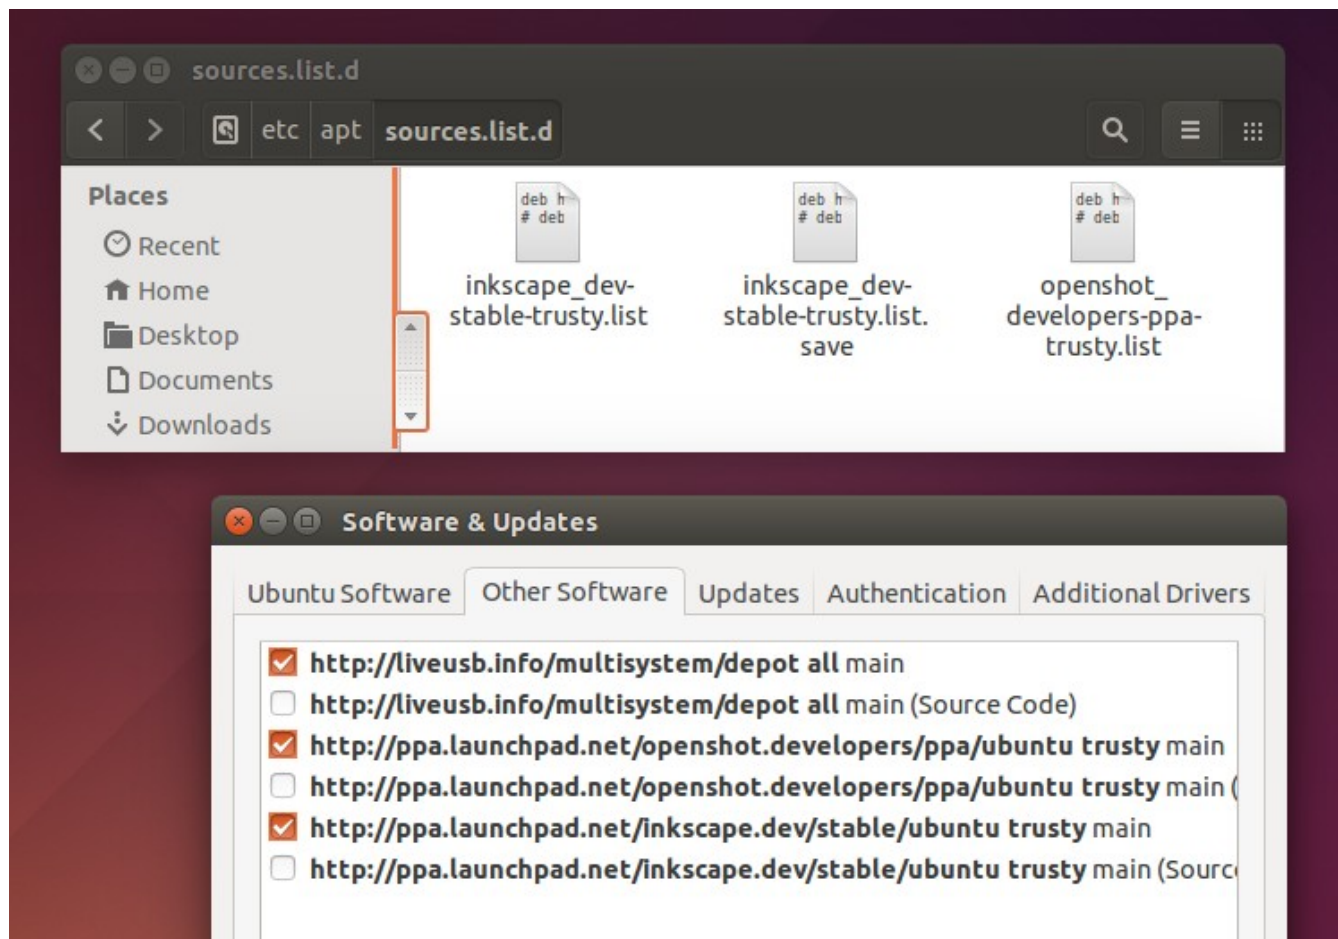 sources.list.d
etc apt sources.list.d
Places
Recent
Home
Desktop
Documents
Downloads
deb h
# deb
inkscape_dev-
stable-trusty.list
deb h
# deb
inkscape_dev-
stable-trusty.list.
save
deb h
# deb
openshot_
developers-ppa-
trusty.list
Software & Updates
Ubuntu Software Other Software Updates Authentication Additional Drivers
http://liveusb.info/multisystem/depot all main
http://liveusb.info/multisystem/depot all main (Source Code)
http://ppa.launchpad.net/openshot.developers/ppa/ubuntu trusty main
http://ppa.launchpad.net/openshot.developers/ppa/ubuntu trusty main (
http://ppa.launchpad.net/inkscape.dev/stable/ubuntu trusty main
http://ppa.launchpad.net/inkscape.dev/stable/ubuntu trusty main (Sourc